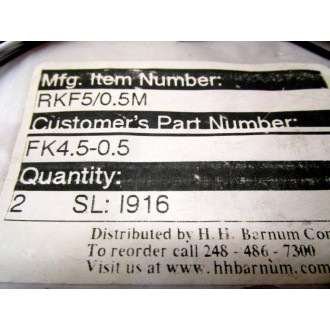 Mfg. Item Number:
RKF5/0.5M
Customer's Part Number:
FK4.5-0.5
Quantity:
2 SL: I916
Distributed by H. H. Barnum Com
To reorder call 248 - 486 - 7300
Visit us at www.hhbarnum.com